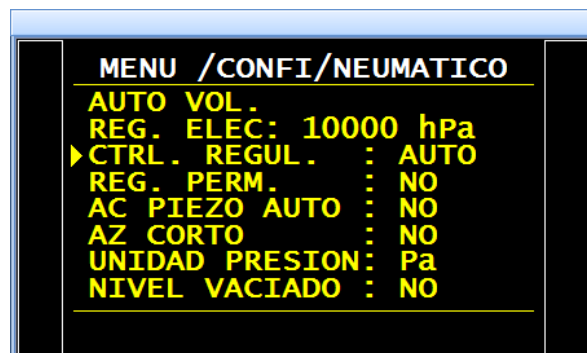 MENU /CONFI/NEUMATICO
AUTO VOL.
REG. ELEC: 10000 hPa
CTRL. REGUL. : AUTO
REG. PERM. : NO
AC PIEZO AUTO : NO
AZ CORTO : NO
UNIDAD PRESION: Pa
NIVEL VACIADO : NO